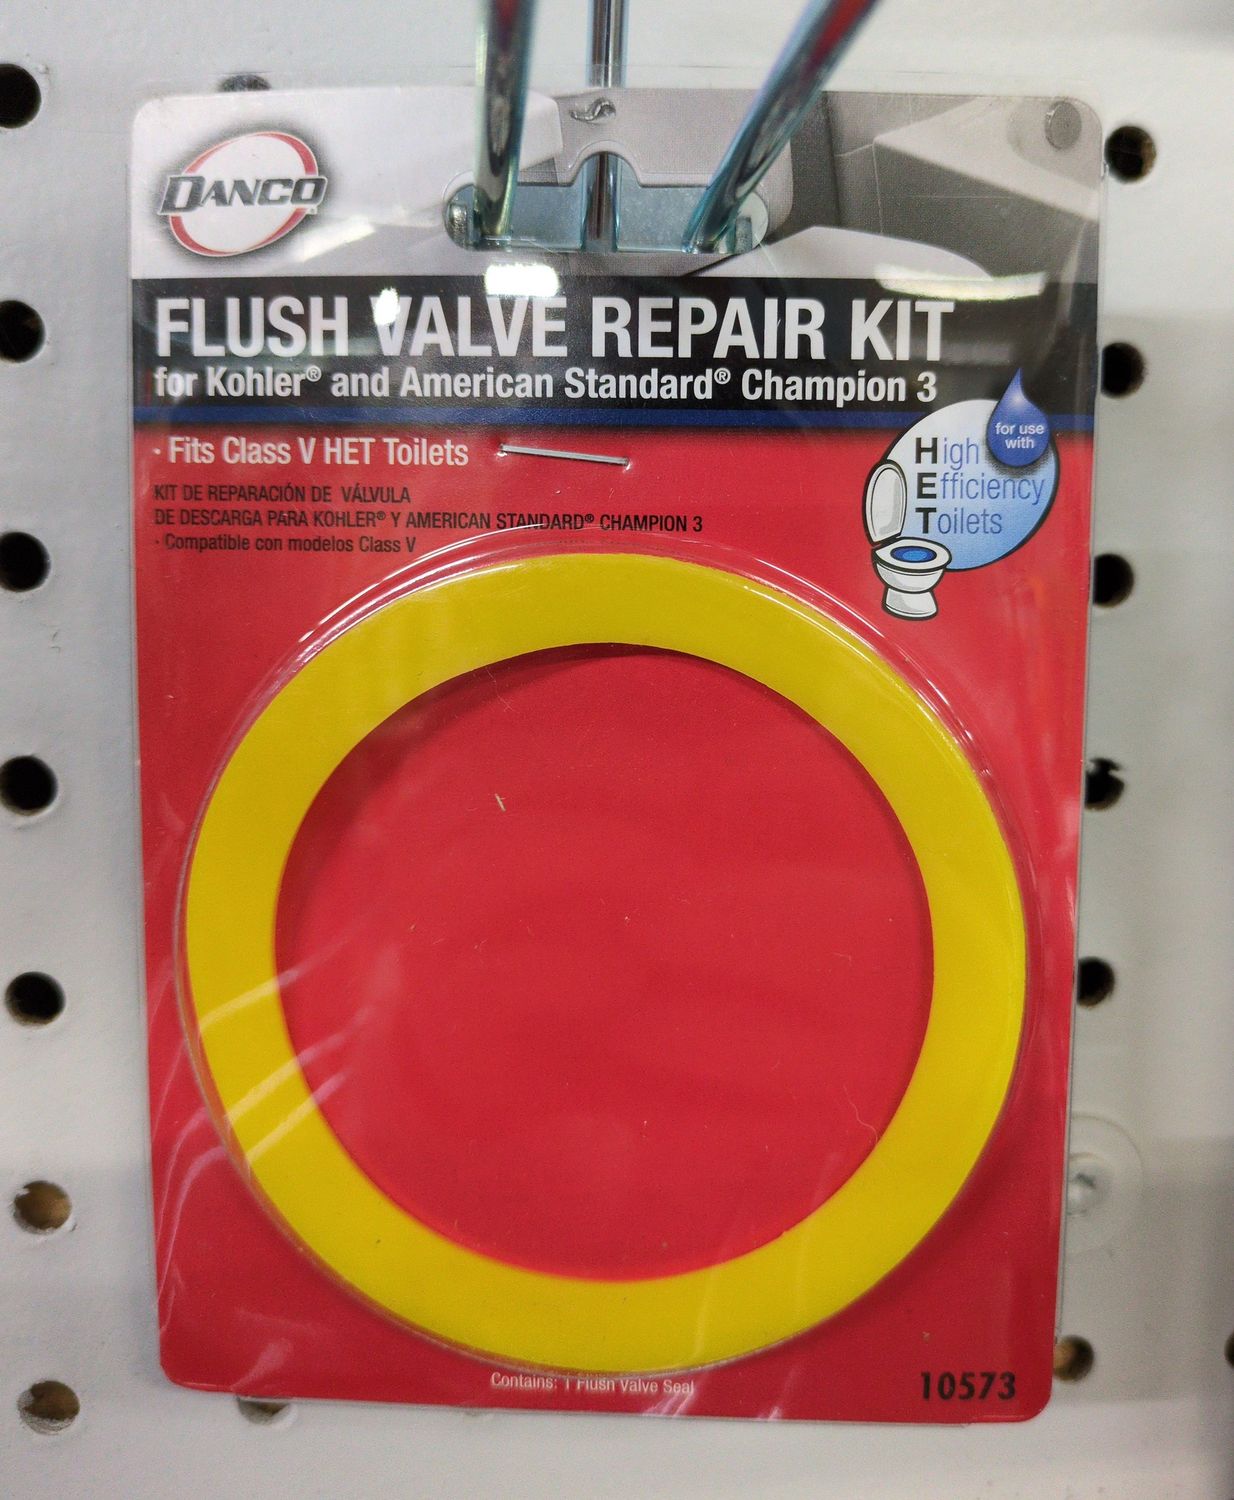 DANCO
FLUSH VALVE REPAIR KIT
for Kohler® and American Standard® Champion 3
· Fits Class V HET Toilets
KIT DE REPARACIÓN DE VÁLVULA
DE DESCARGA PARA KOHLER® Y AMERICAN STANDARD® CHAMPION 3
· Compatible con modelos Class V
for use
with
High
Efficiency
Toilets
Contains: 1 Flush Valve Seal
10573